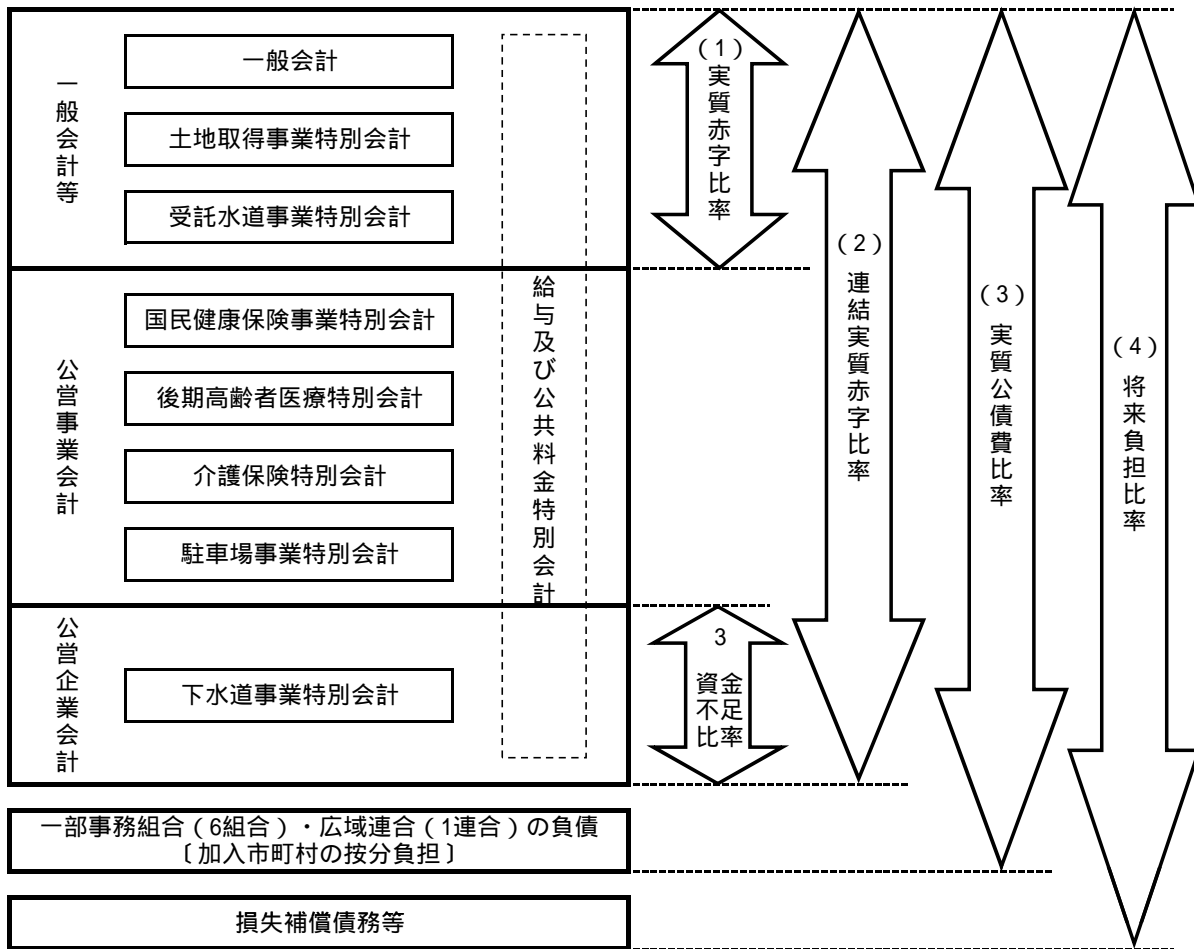 一般会計等
一般会計
土地取得事業特別会計
受託水道事業特別会計
公営事業会計
国民健康保険事業特別会計
後期高齢者医療特別会計
介護保険特別会計
駐車場事業特別会計
公営企業会計
下水道事業特別会計
給与及び公共料金特別会計
(1)
実質赤字比率
(2)
連結実質赤字比率
(3)
実質公債費比率
(4)
将来負担比率
3
資金
不足
比率
一部事務組合(6組合)・広域連合(1連合)の負債
〔加入市町村の按分負担〕
損失補償債務等